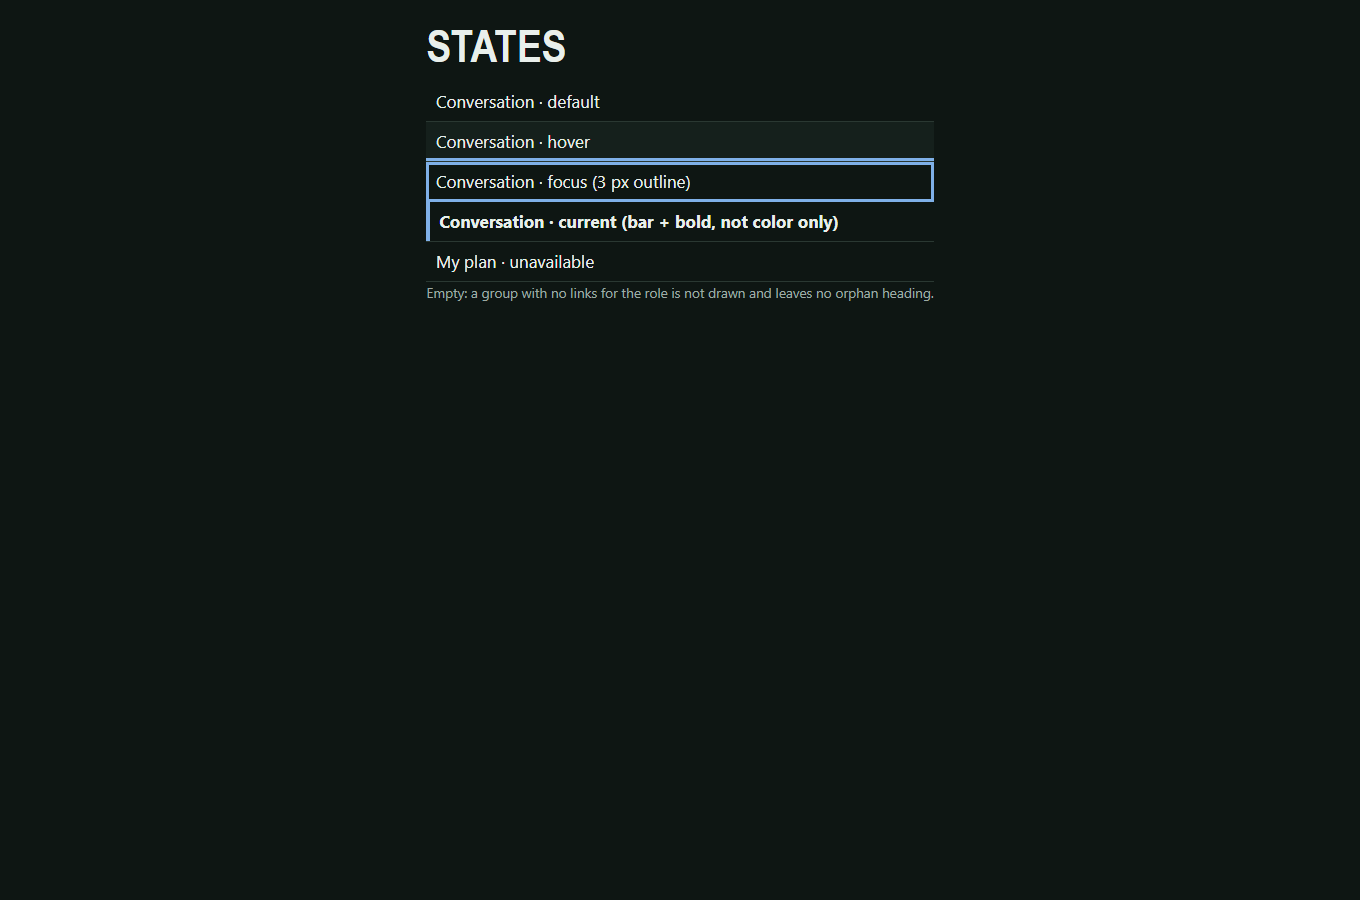 STATES
Conversation · default
Conversation · hover
Conversation · focus (3 px outline)
Conversation · current (bar + bold, not color only)
My plan · unavailable
Empty: a group with no links for the role is not drawn and leaves no orphan heading.